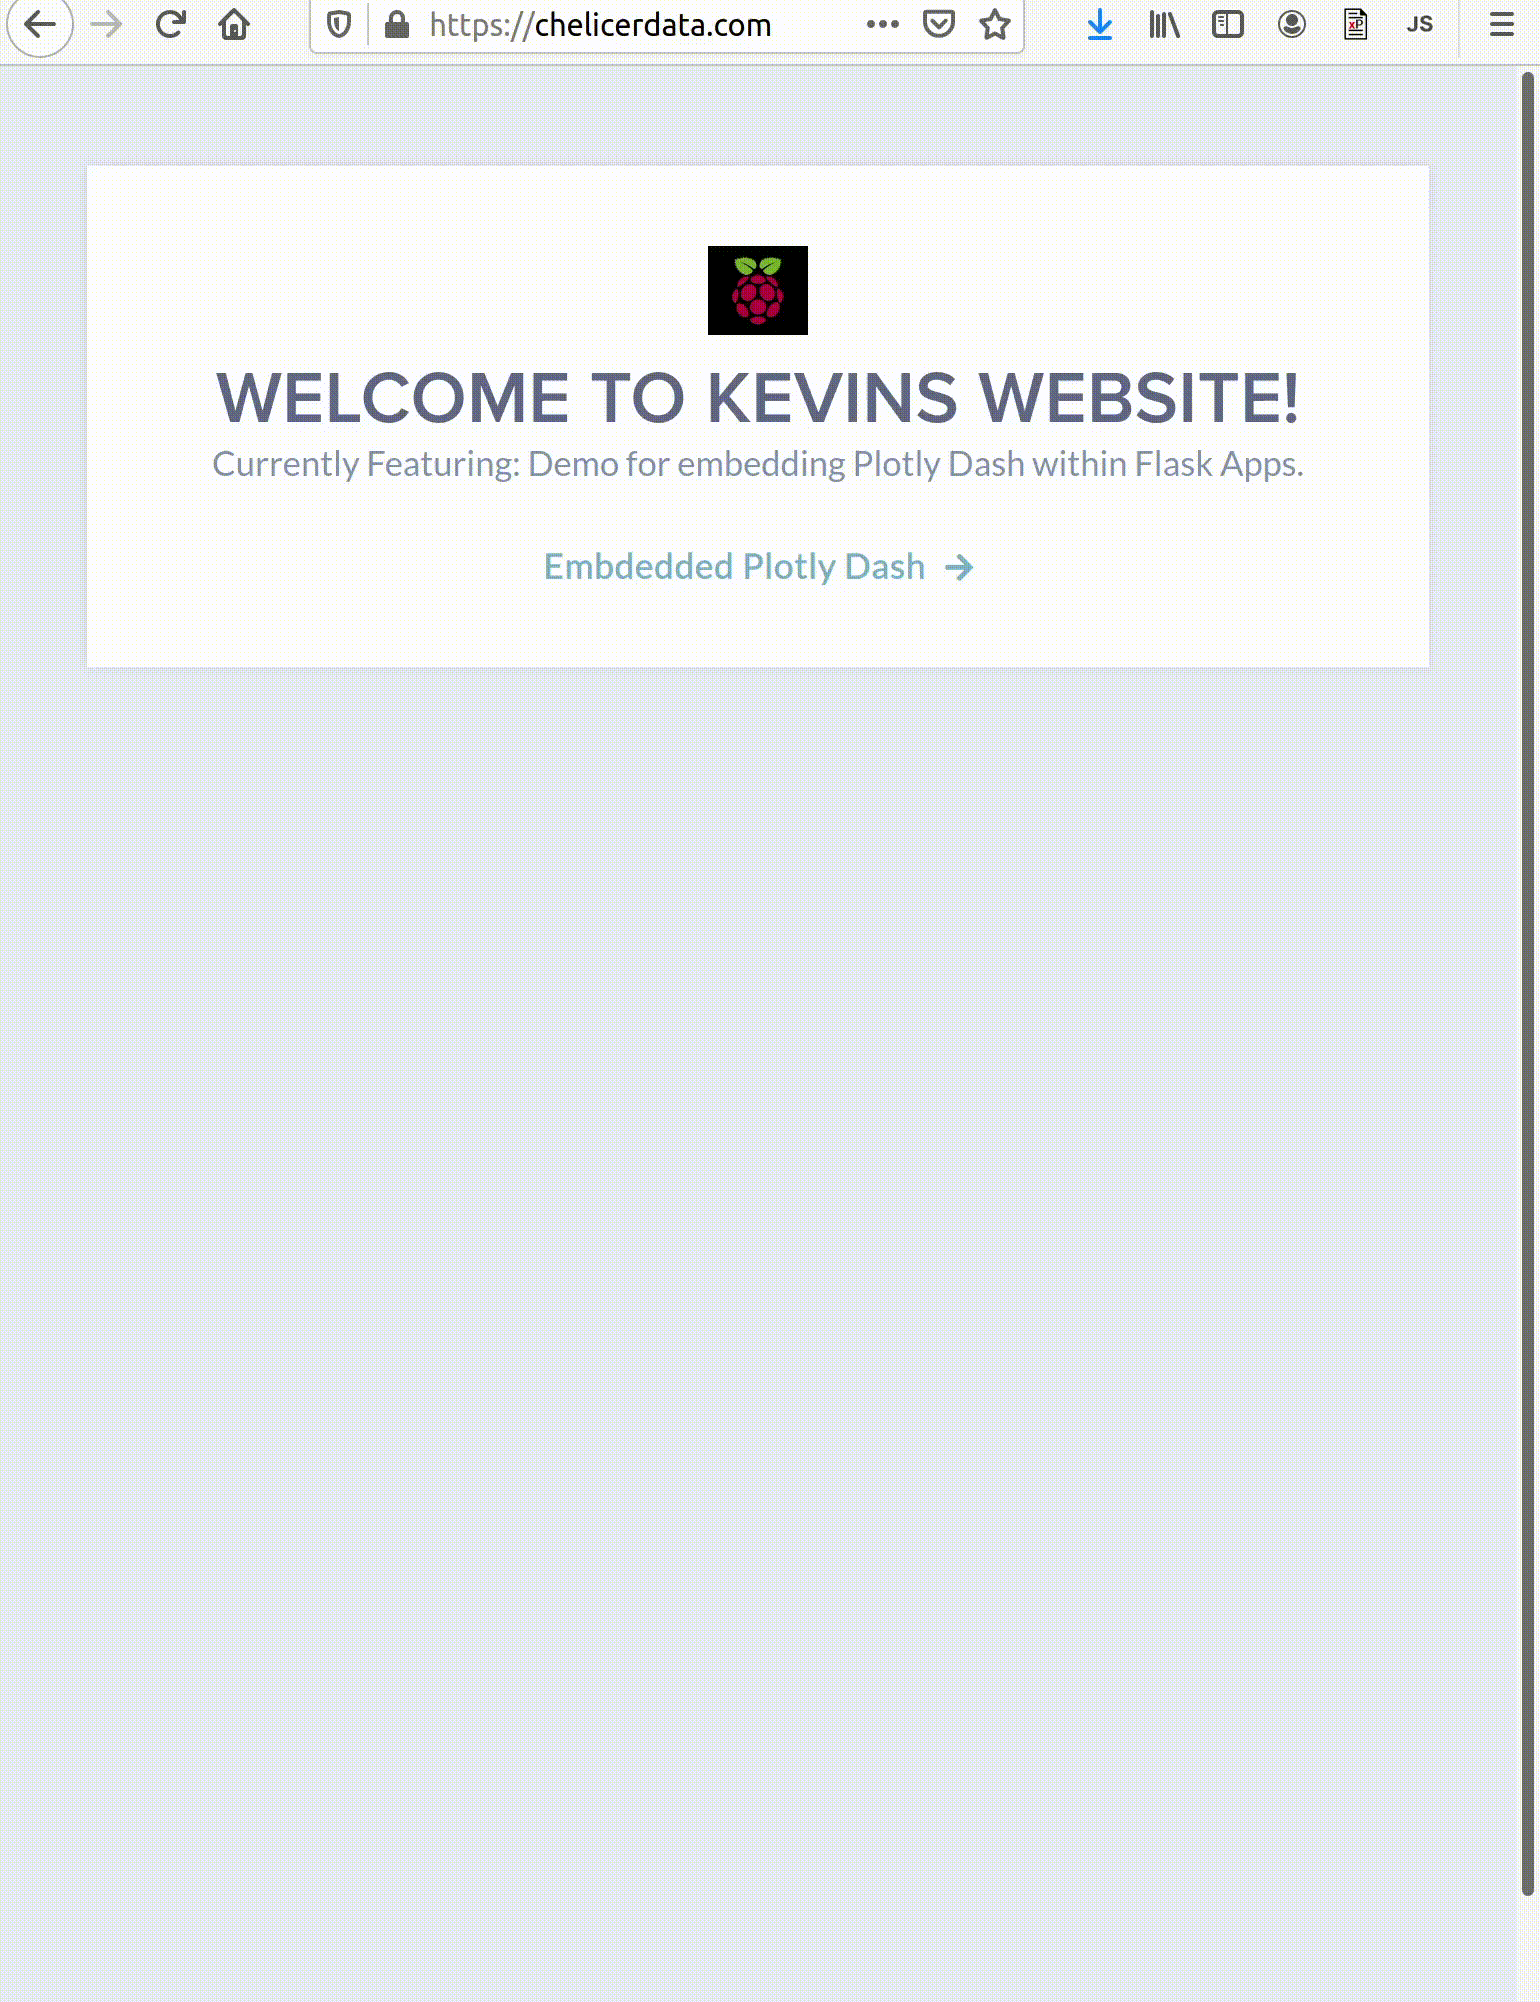 https://chelicerdata.com
JS
WELCOME TO KEVINS WEBSITE!
Currently Featuring: Demo for embedding Plotly Dash within Flask Apps.
Embdedded Plotly Dash